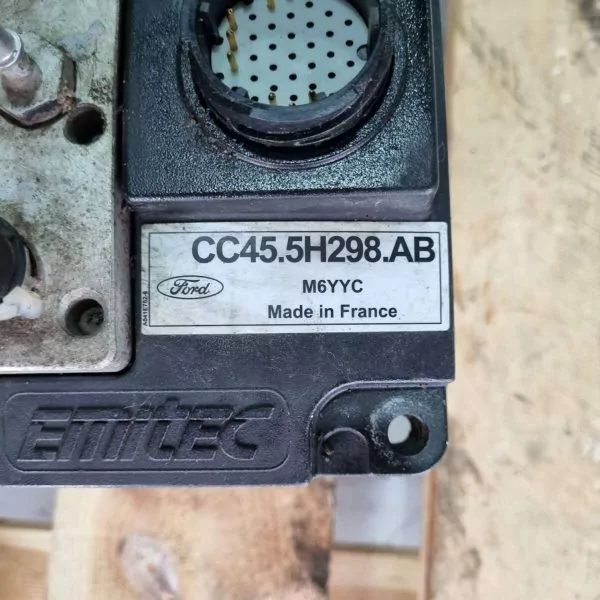 CC45.5H298.AB
Ford
M6YYC
Made in France
EMITEC